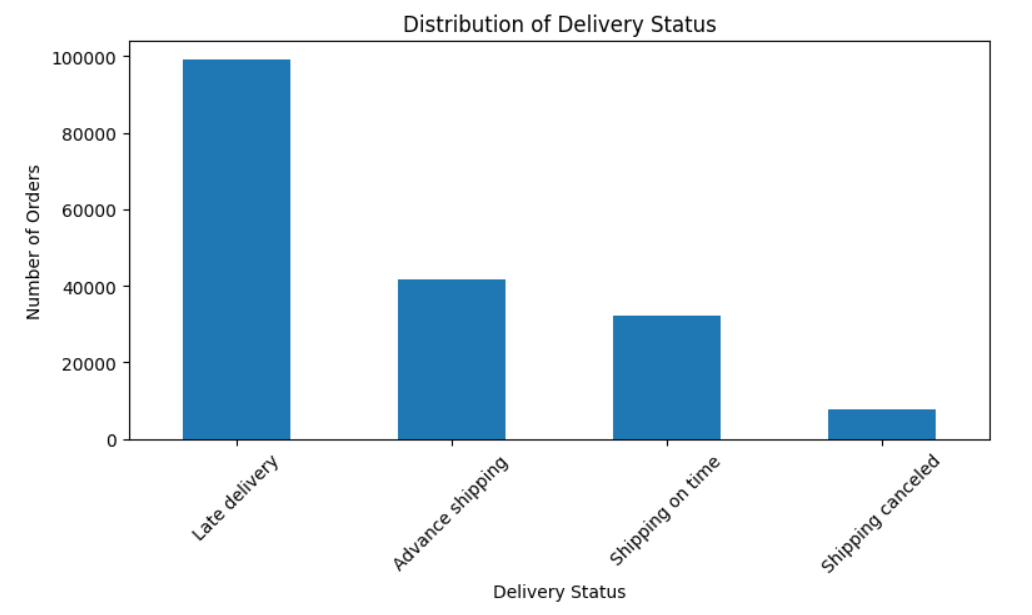 Distribution of Delivery Status
Number of Orders
100000
80000
60000
40000
20000
0
Late delivery
Advance shipping
Shipping on time
Shipping canceled
Delivery Status